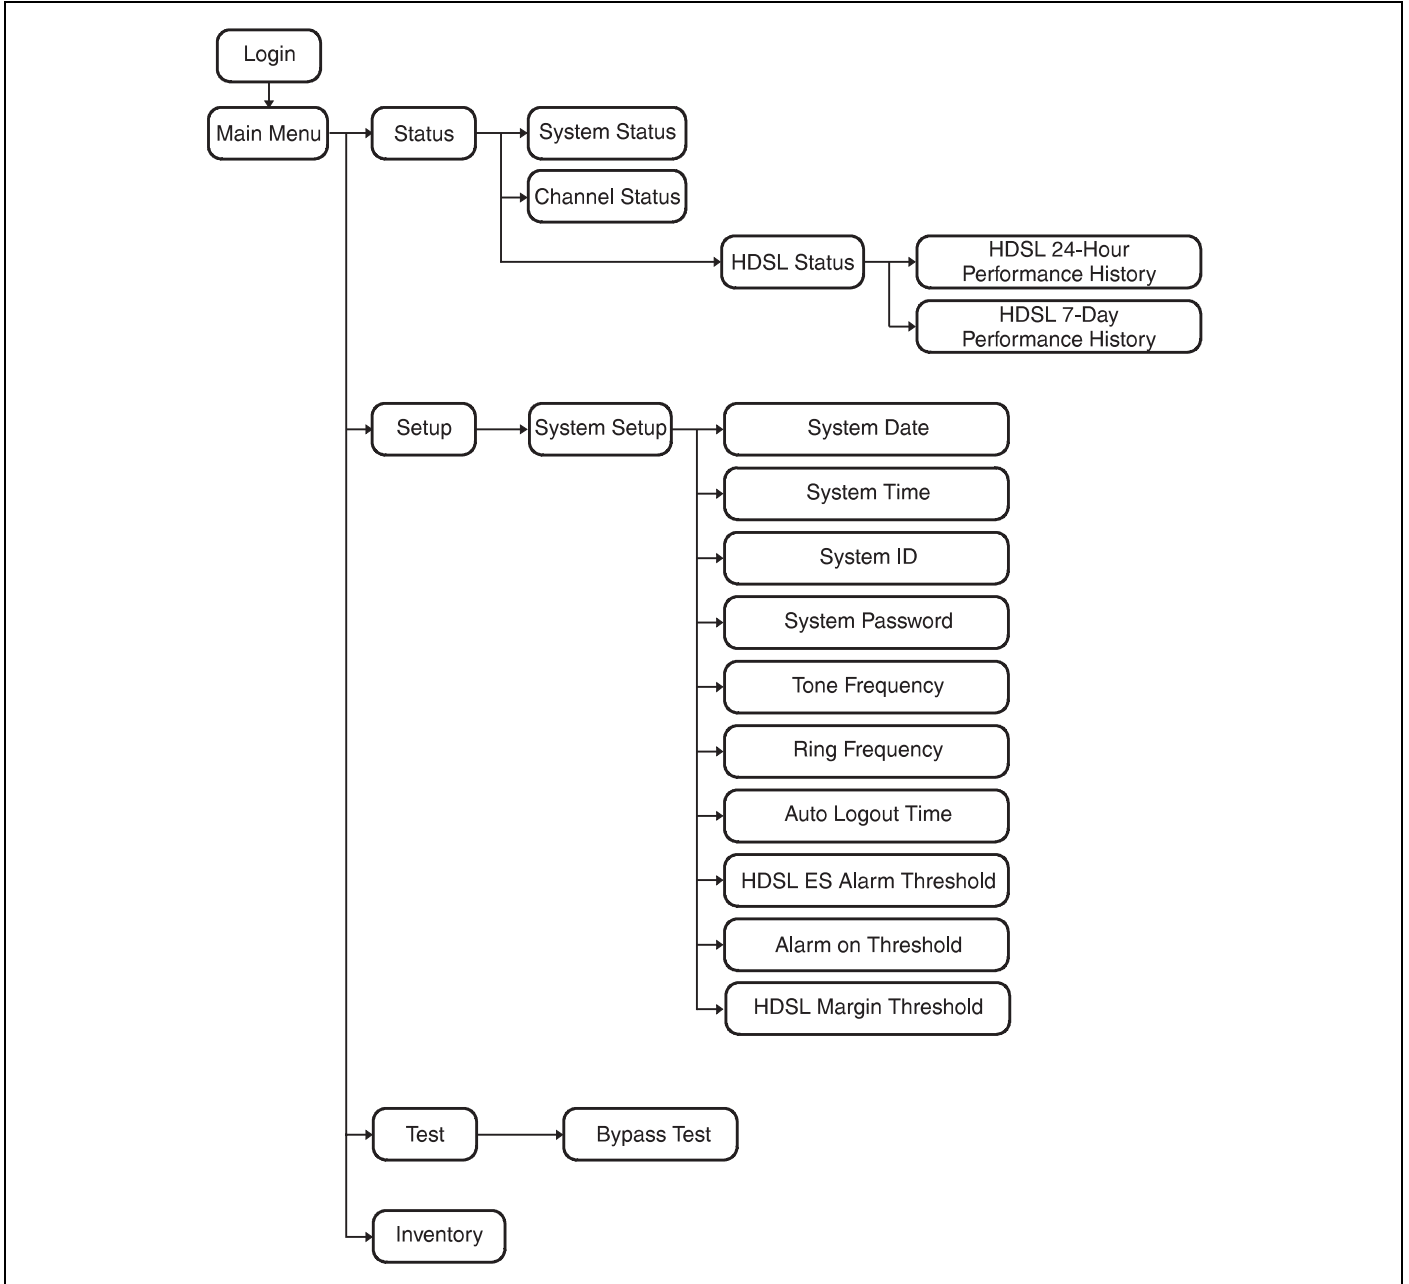 Login
Main Menu
Status
System Status
Channel Status
HDSL Status
HDSL 24-Hour
Performance History
HDSL 7-Day
Performance History
Setup
System Setup
System Date
System Time
System ID
System Password
Tone Frequency
Ring Frequency
Auto Logout Time
HDSL ES Alarm Threshold
Alarm on Threshold
HDSL Margin Threshold
Test
Bypass Test
Inventory